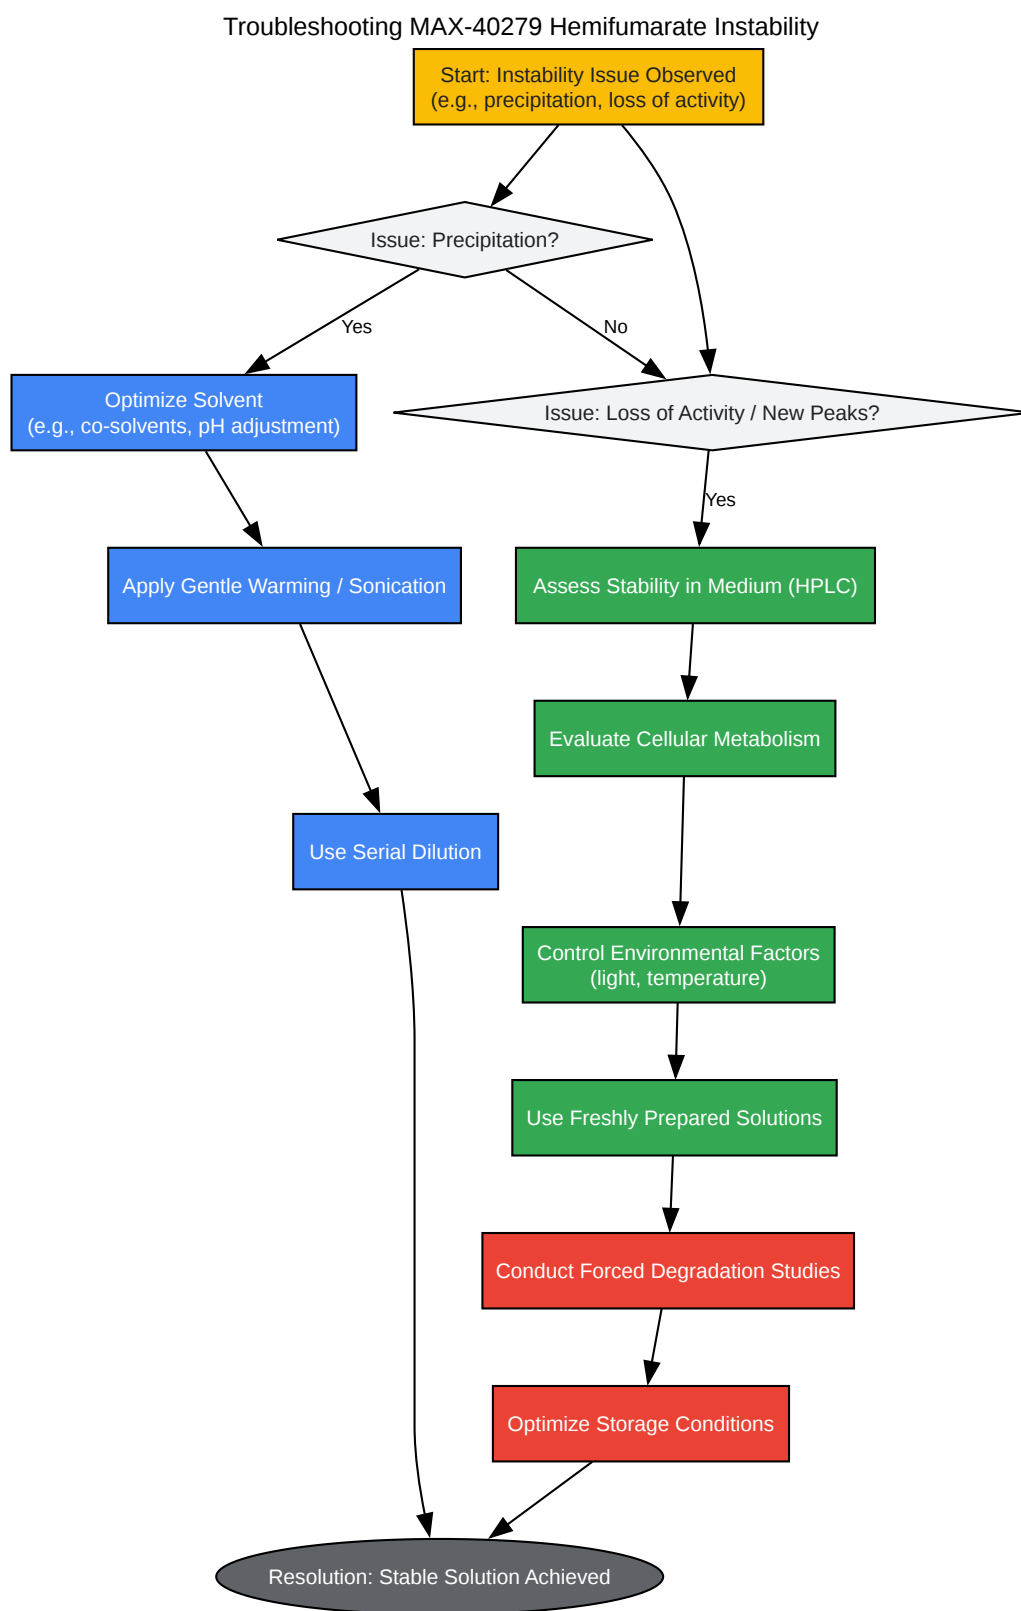 Troubleshooting MAX-40279 Hemifumarate Instability
Start: Instability Issue Observed
(e.g., precipitation, loss of activity)
Issue: Precipitation?
Yes
No
Optimize Solvent
(e.g., co-solvents, pH adjustment)
Issue: Loss of Activity / New Peaks?
Yes
Apply Gentle Warming / Sonication
Assess Stability in Medium (HPLC)
Evaluate Cellular Metabolism
Use Serial Dilution
Control Environmental Factors
(light, temperature)
Use Freshly Prepared Solutions
Conduct Forced Degradation Studies
Optimize Storage Conditions
Resolution: Stable Solution Achieved